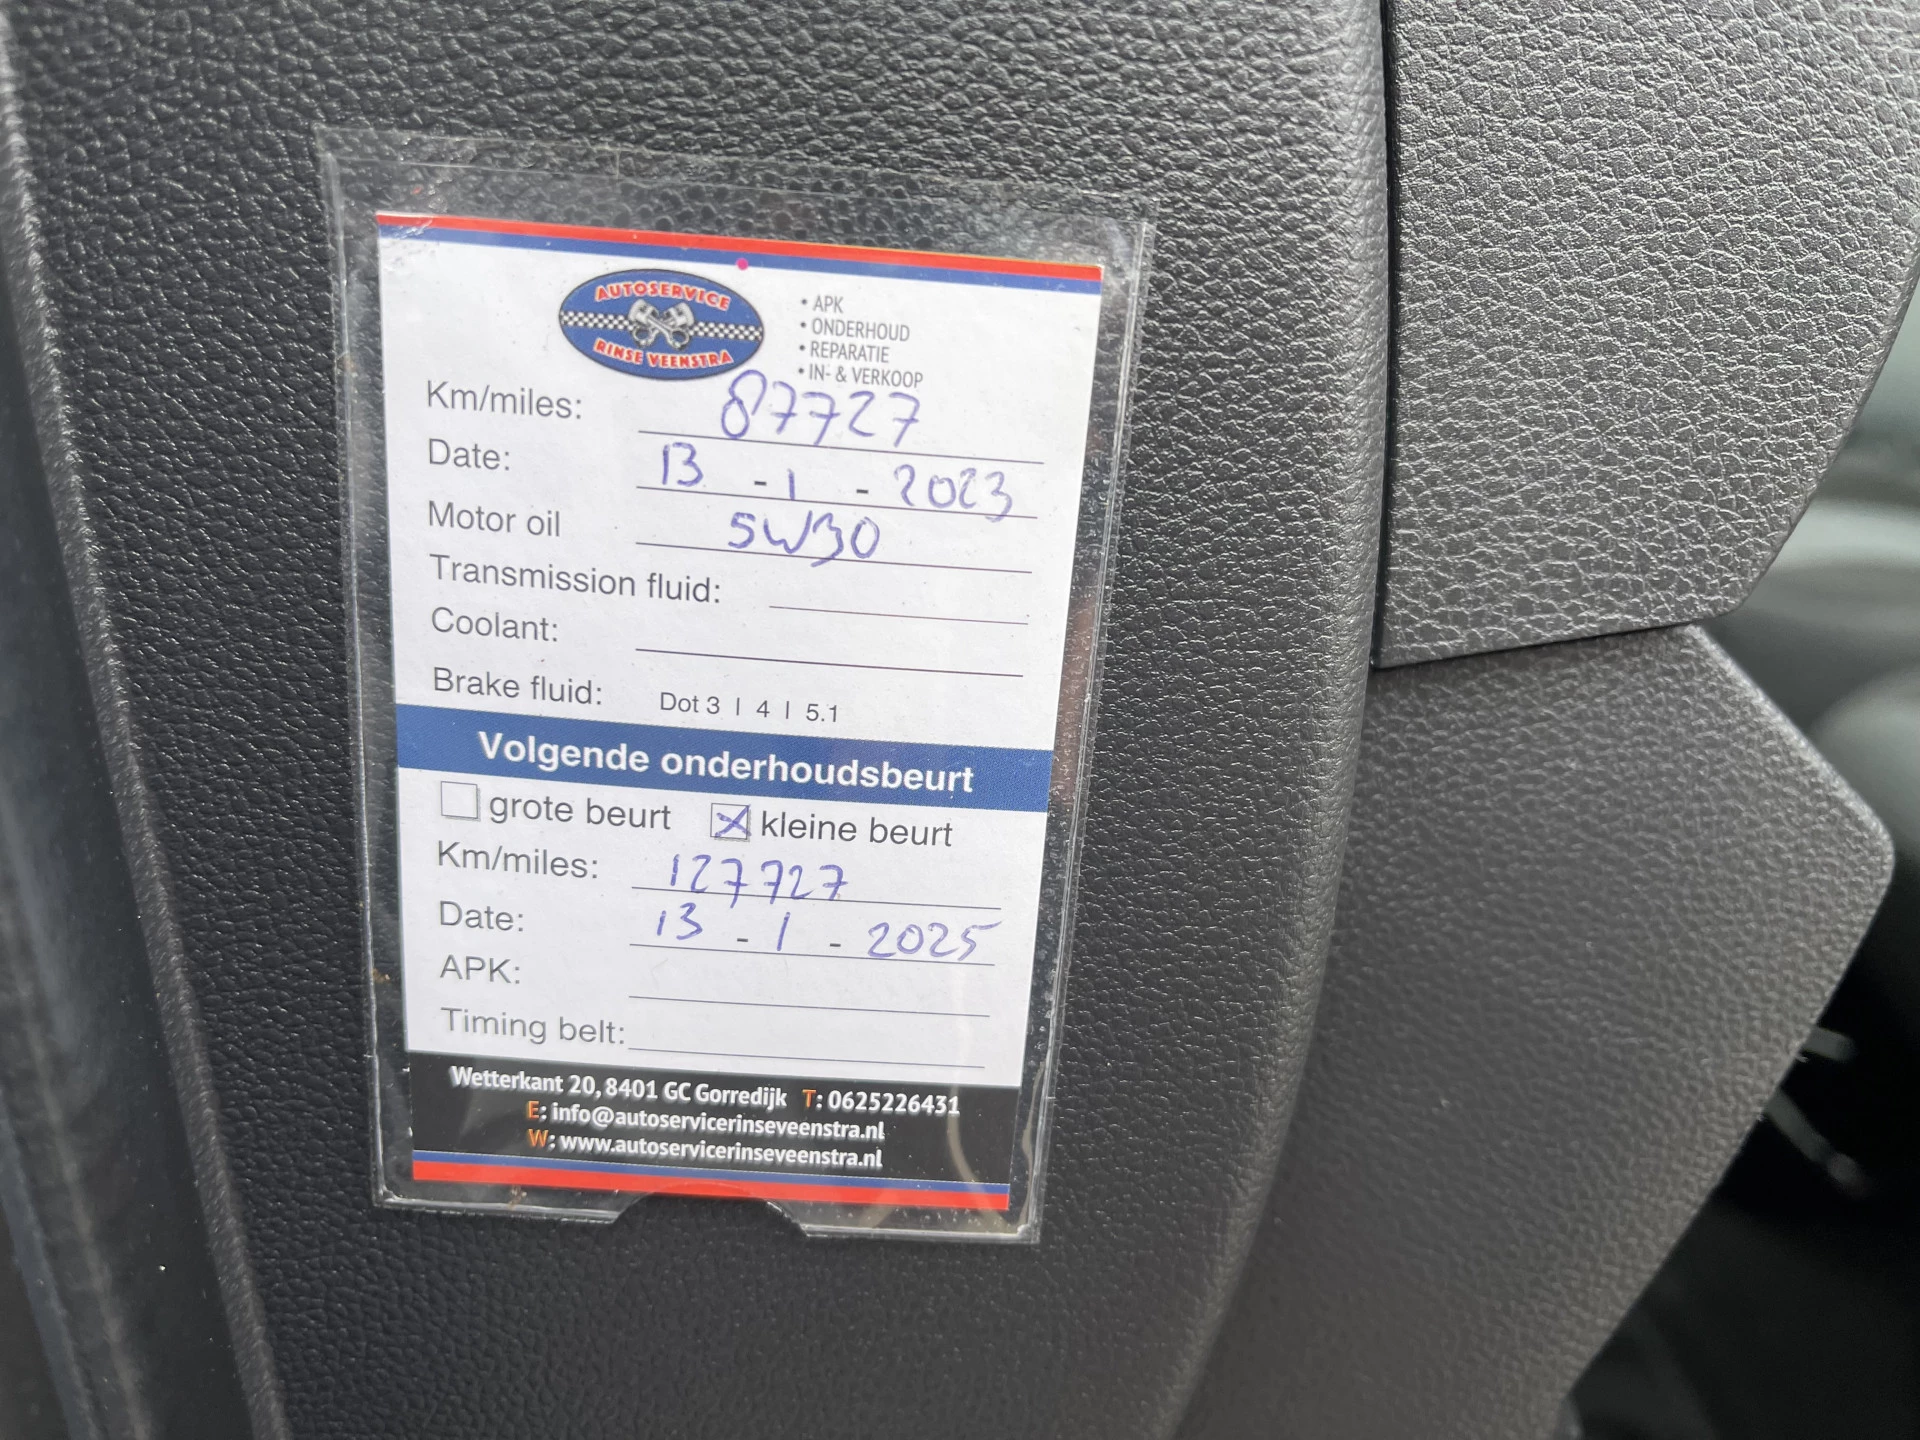 AUTOSERVICE
RINSE VEENSTRA
• APK
• ONDERHOUD
• REPARATIE
• IN- & VERKOOP
Km/miles: 87727
Date: 13 - 1 - 2023
Motor oil 5W30
Transmission fluid:
Coolant:
Brake fluid: Dot 3 | 4 | 5.1
Volgende onderhoudsbeurt
grote beurt kleine beurt
Km/miles: 127727
Date: 13 - 1 - 2025
APK:
Timing belt:
Wetterkant 20, 8401 GC Gorredijk T: 0625226431
E: info@autoservicerinseveenstra.nl
W: www.autoservicerinseveenstra.nl